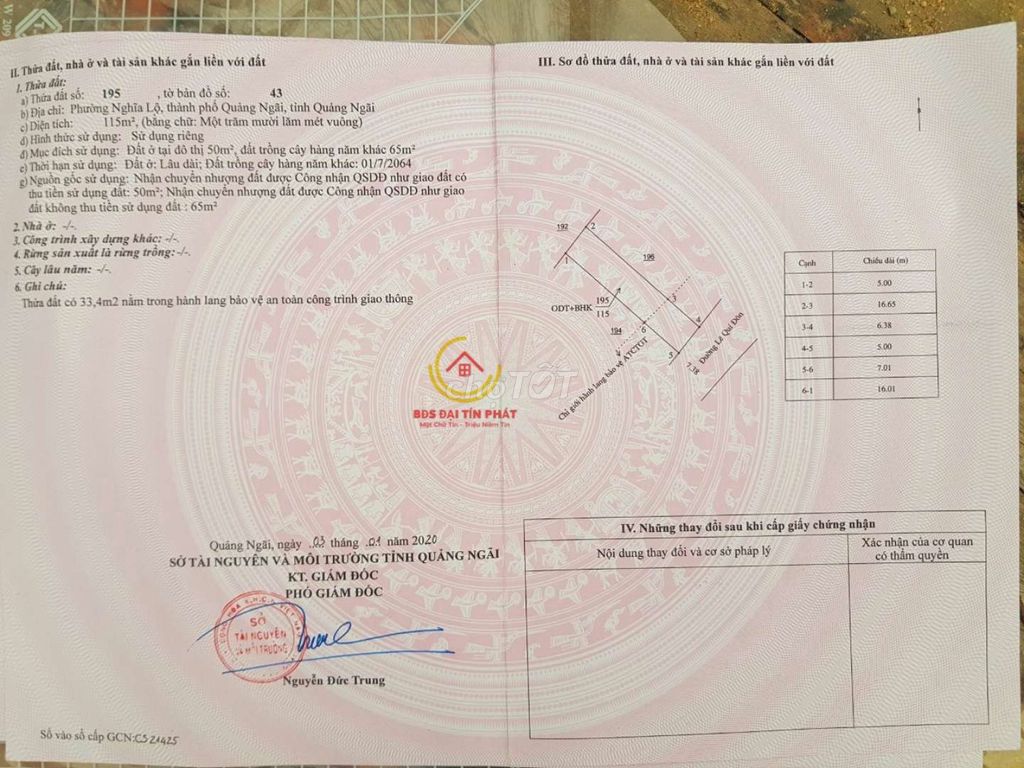 II. Thửa đất, nhà ở và tài sản khác gắn liền với đất
1. Thửa đất:
a) Thửa đất số: 195 , tờ bản đồ số: 43
b) Địa chỉ: Phường Nghĩa Lộ, thành phố Quảng Ngãi, tỉnh Quảng Ngãi
c) Diện tích: 115m², (bằng chữ: Một trăm mười lăm mét vuông)
d) Hình thức sử dụng: Sử dụng riêng
đ) Mục đích sử dụng: Đất ở tại đô thị 50m², đất trồng cây hàng năm khác 65m²
e) Thời hạn sử dụng: Đất ở: Lâu dài; Đất trồng cây hàng năm khác: 01/7/2064
g) Nguồn gốc sử dụng: Nhận chuyển nhượng đất được Công nhận QSDĐ như giao đất có
thu tiền sử dụng đất: 50m²; Nhận chuyển nhượng đất được Công nhận QSDĐ như giao
đất không thu tiền sử dụng đất : 65m²
2. Nhà ở: -/-.
3. Công trình xây dựng khác: -/-.
4. Rừng sản xuất là rừng trồng: -/-.
5. Cây lâu năm: -/-.
6. Ghi chú:
Thửa đất có 33,4m2 nằm trong hành lang bảo vệ an toàn công trình giao thông
Quảng Ngãi, ngày 03 tháng 01 năm 2020
SỞ TÀI NGUYÊN VÀ MÔI TRƯỜNG TỈNH QUẢNG NGÃI
KT. GIÁM ĐỐC
PHÓ GIÁM ĐỐC
SỞ
TÀI NGUYÊN
VÀ MÔI TRƯỜNG
Nguyễn Đức Trung
Số vào sổ cấp GCN:CS21425
choTỐT
BĐS ĐẠI TÍN PHÁT
Một Chữ Tín - Triệu Niềm Tin
III. Sơ đồ thửa đất, nhà ở và tài sản khác gắn liền với đất
192
2
1
196
3
ODT+BHK 195
115
194
6
4
5
7.38
Đường Lê Quí Đôn
Chỉ giới hành lang bảo vệ ATCTGT
Cạnh Chiều dài (m)
1-2 5.00
2-3 16.65
3-4 6.38
4-5 5.00
5-6 7.01
6-1 16.01
IV. Những thay đổi sau khi cấp giấy chứng nhận
Nội dung thay đổi và cơ sở pháp lý
Xác nhận của cơ quan
có thẩm quyền